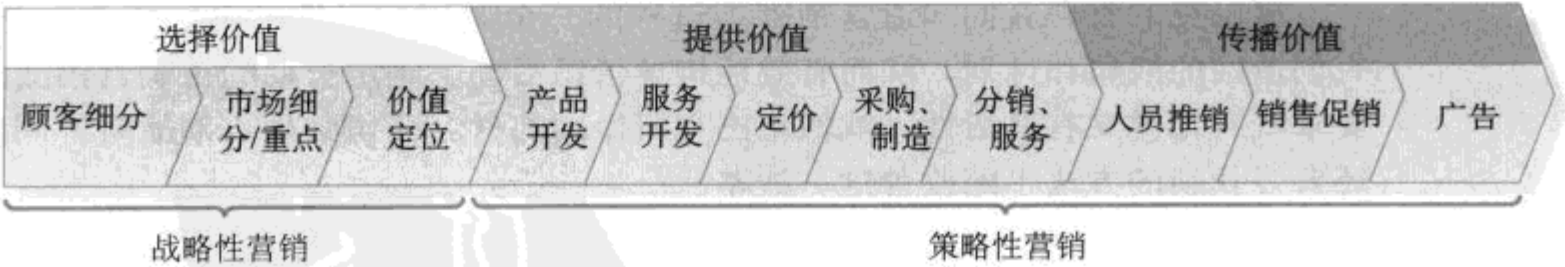 选择价值 提供价值 传播价值
顾客细分
市场细
分/重点
价值
定位
产品
开发
服务
开发
定价
采购、
制造
分销、
服务
人员推销
销售促销
广告
战略性营销 策略性营销